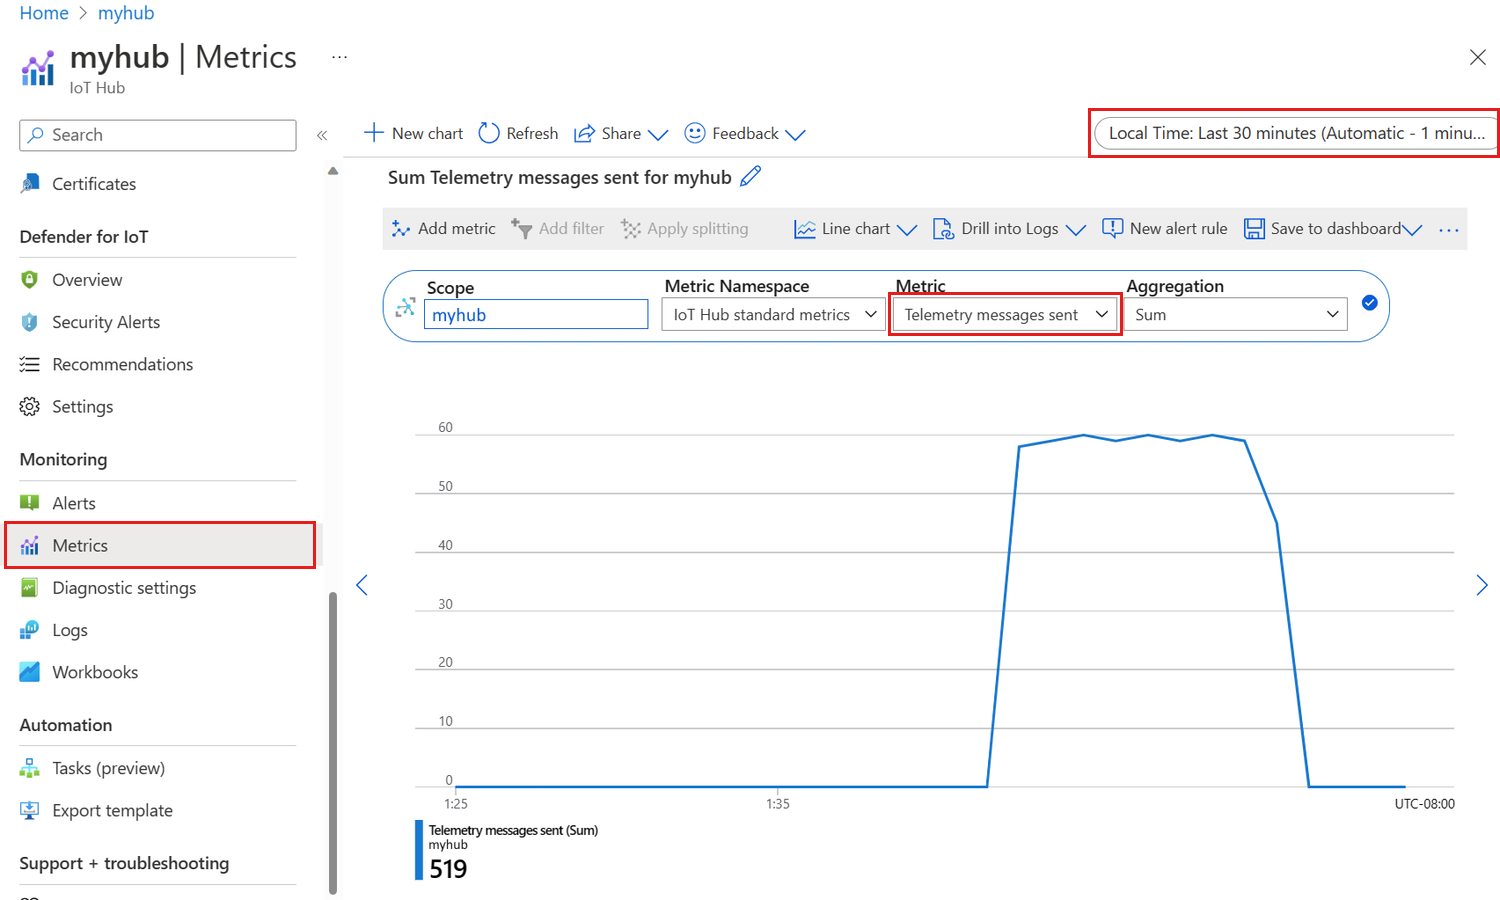 Home > myhub
myhub | Metrics ...
IoT Hub
Search
«
New chart
Refresh
Share
Feedback
Local Time: Last 30 minutes (Automatic - 1 minu...
Certificates
Defender for IoT
Overview
Security Alerts
Recommendations
Settings
Monitoring
Alerts
Metrics
Diagnostic settings
Logs
Workbooks
Automation
Tasks (preview)
Export template
Support + troubleshooting
Sum Telemetry messages sent for myhub
Add metric
Add filter
Apply splitting
Line chart
Drill into Logs
New alert rule
Save to dashboard
...
Scope
myhub
Metric Namespace
IoT Hub standard metrics
Metric
Telemetry messages sent
Aggregation
Sum
60
50
40
30
20
10
0
1:25
1:35
UTC-08:00
Telemetry messages sent (Sum)
myhub
519